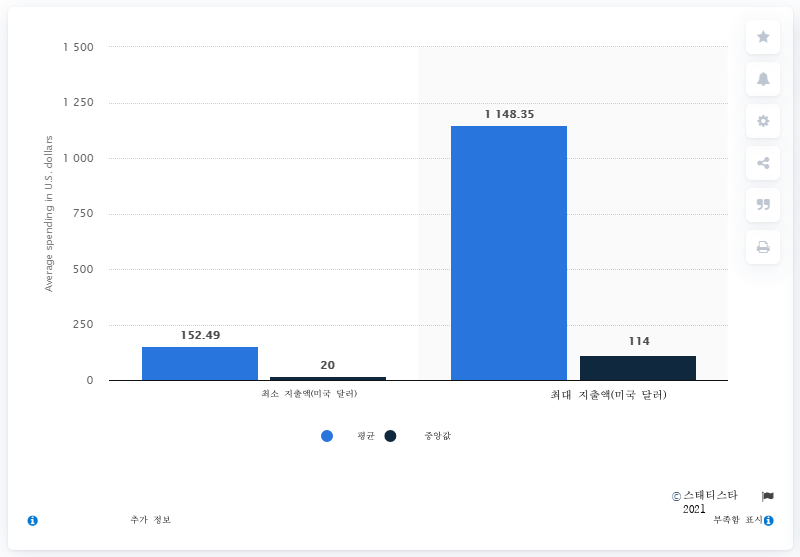 1 500
1 250
1 000
750
500
250
0
Average spending in U.S. dollars
1 148.35
152.49
20
114
최소 지출액(미국 달러)
최대 지출액(미국 달러)
평균
중앙값
© 스태티스타
2021
추가 정보
부족함 표시